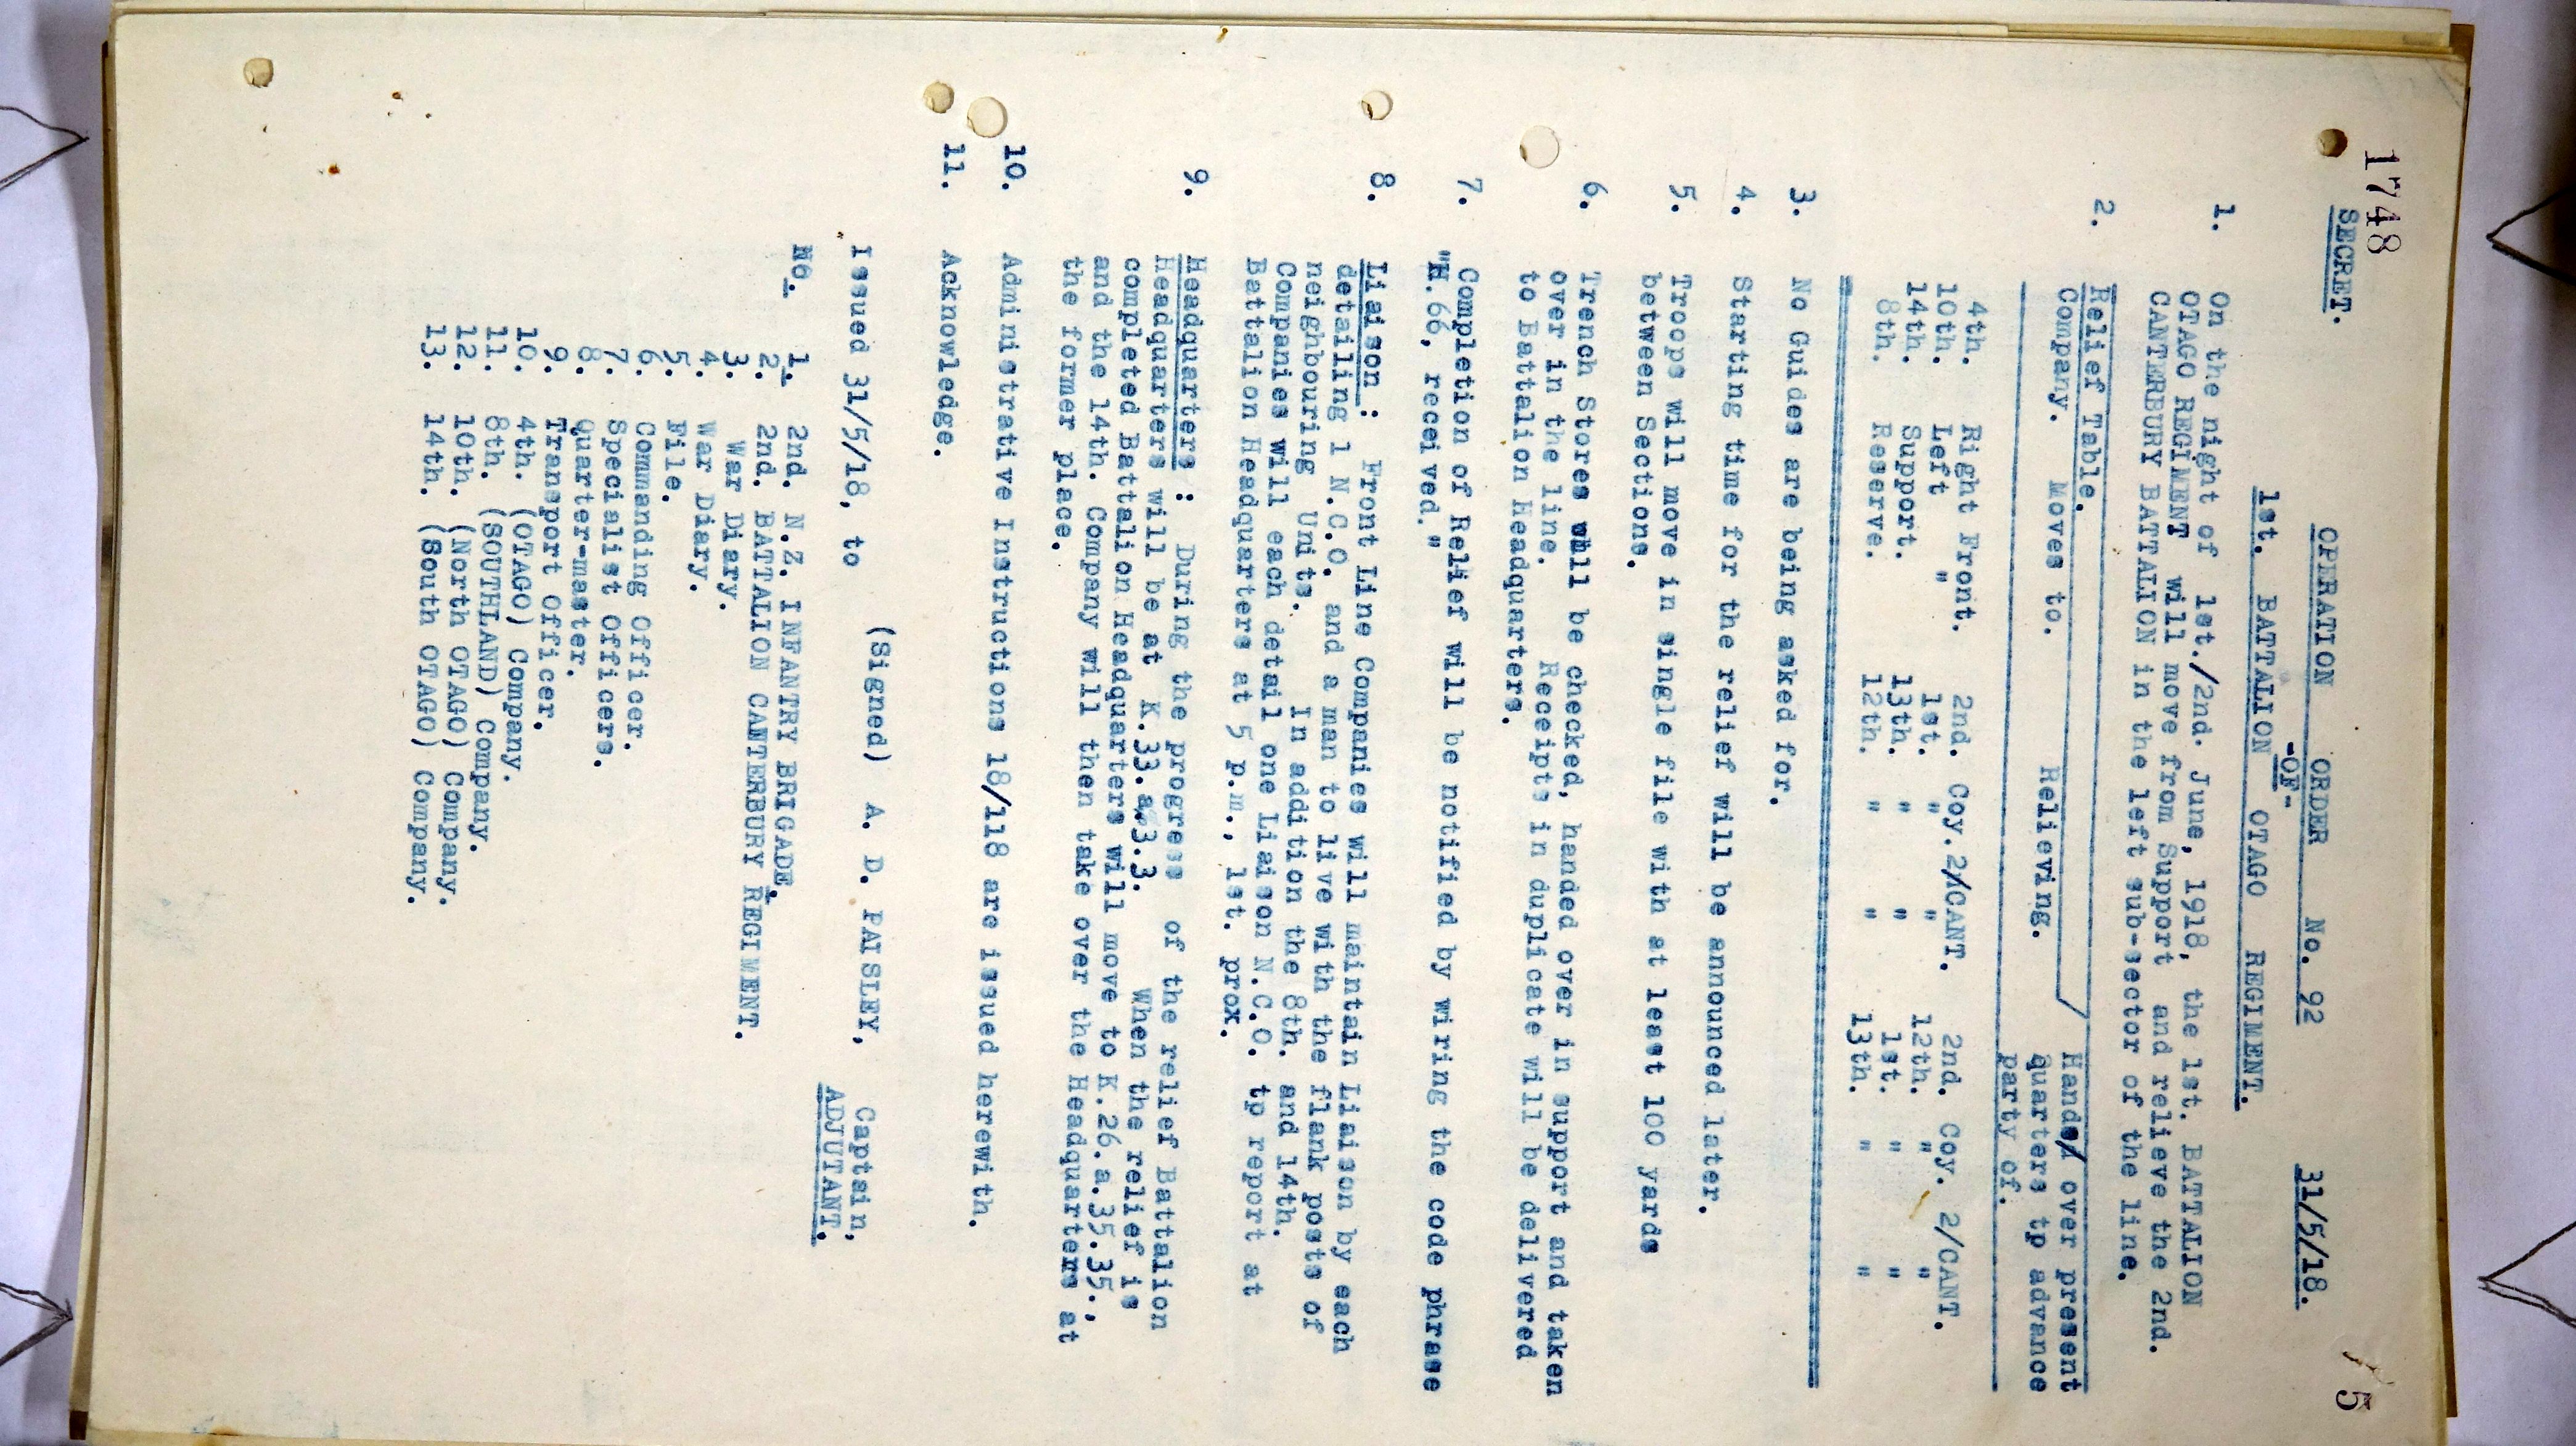 1748
5
SECRET.
OPERATION ORDER No. 92 31/5/18.
-OF-
1st. BATTALION OTAGO REGIMENT.
1. On the night of 1st./2nd. June, 1918, the 1st. BATTALION
OTAGO REGIMENT will move from Support and relieve the 2nd.
CANTERBURY BATTALION in the left sub-sector of the line.
2. Relief Table.
Company. Moves to. Relieving. Hands/ over present
quarters tp advance
party of.
4th. Right Front. 2nd. Coy. 2/CANT. 2nd. Coy. 2/CANT.
10th. Left " 1st. " " 12th. " "
14th. Support. 13th. " " 1st. " "
8th. Reserve. 12th. " " 13th. " "
3. No Guides are being asked for.
4. Starting time for the relief will be announced later.
5. Troops will move in single file with at least 100 yards
between Sections.
6. Trench Stores will be checked, handed over in support and taken
over in the line. Receipts in duplicate will be delivered
to Battalion Headquarters.
7. Completion of Relief will be notified by wiring the code phrase
"H.66, received."
8. Liaison : Front Line Companies will maintain Liaison by each
detailing 1 N.C.O. and a man to live with the flank posts of
neighbouring Units. In addition the 8th. and 14th.
Companies will each detail one Liaison N.C.O. tp report at
Battalion Headquarters at 5 p.m., 1st. prox.
9. Headquarters : During the progress of the relief Battalion
Headquarters will be at K.33.a.3.3. When the relief is
completed Battalion Headquarters will move to K.26.a.35.35.,
and the 14th. Company will then take over the Headquarters at
the former place.
10. Administrative Instructions 18/118 are issued herewith.
11. Acknowledge.
(Signed) A. D. PAISLEY, Captain,
ADJUTANT.
Issued 31/5/18, to
No. 1. 2nd. N.Z. INFANTRY BRIGADE.
2. 2nd. BATTALION CANTERBURY REGIMENT.
3. War Diary.
4. War Diary.
5. File.
6. Commanding Officer.
7. Specialist Officers.
8. Quarter-master.
9. Transport Officer.
10. 4th. (OTAGO) Company.
11. 8th. (SOUTHLAND) Company.
12. 10th. (North OTAGO) Company.
13. 14th. (South OTAGO) Company.